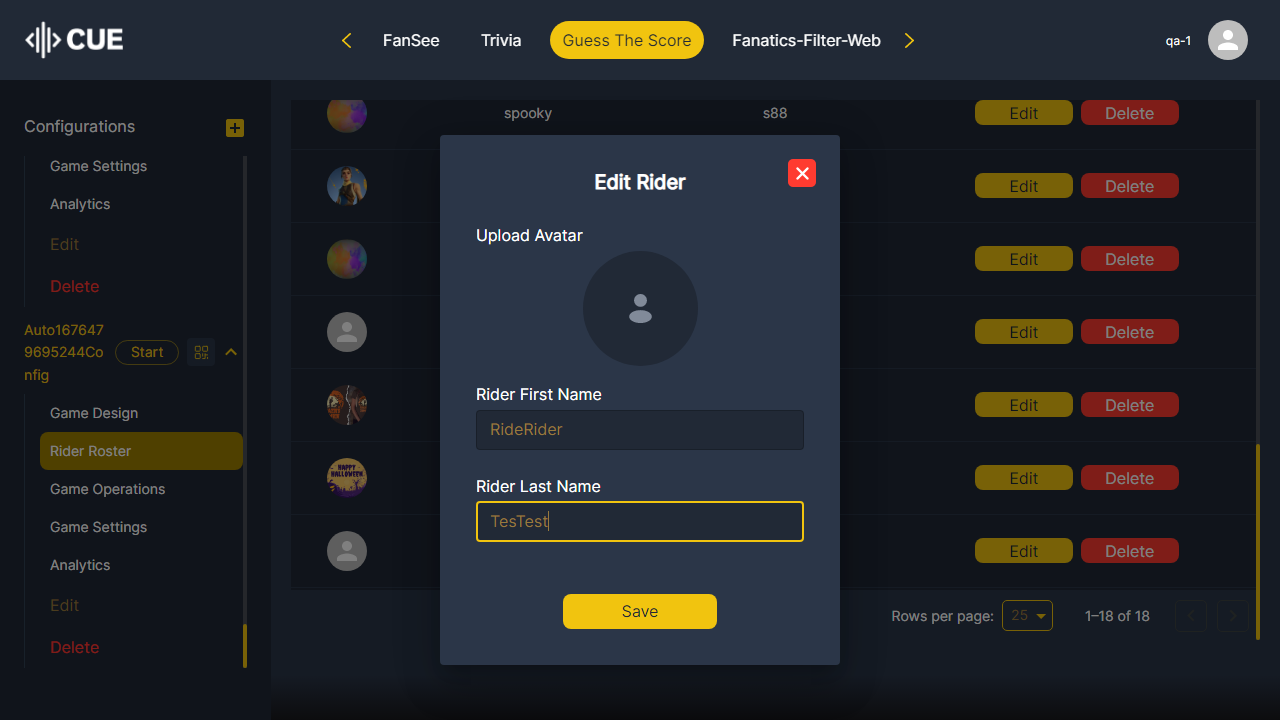 CUE
FanSee
Trivia
Guess The Score
Fanatics-Filter-Web
qa-1
Configurations
Game Settings
Analytics
Edit
Delete
Auto167647
9695244Co
nfig
Start
Game Design
Rider Roster
Game Operations
Game Settings
Analytics
Edit
Delete
spooky
s88
Edit
Delete
Edit
Delete
Edit
Delete
Edit
Delete
Edit
Delete
HAPPY
HALLOWEEN
Edit
Delete
Edit
Delete
Rows per page:
25
1–18 of 18
Edit Rider
Upload Avatar
Rider First Name
RideRider
Rider Last Name
TesTest
Save